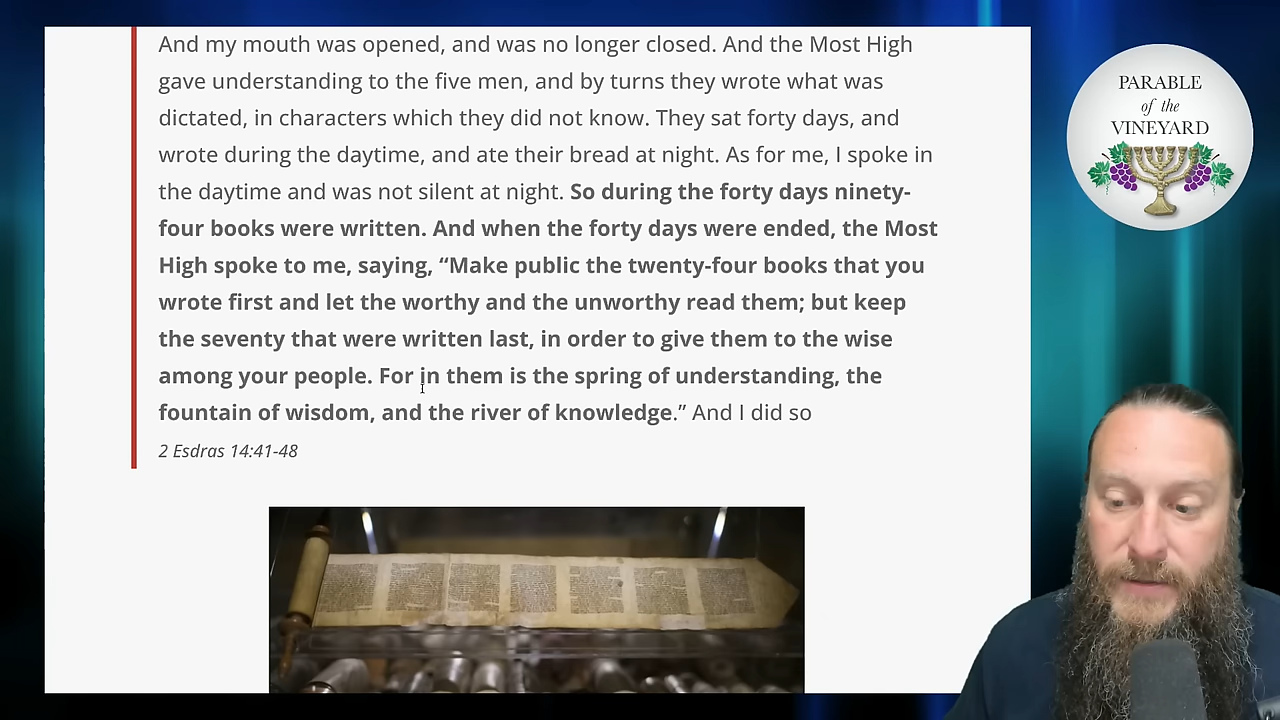 And my mouth was opened, and was no longer closed. And the Most High
gave understanding to the five men, and by turns they wrote what was
dictated, in characters which they did not know. They sat forty days, and
wrote during the daytime, and ate their bread at night. As for me, I spoke in
the daytime and was not silent at night. So during the forty days ninety-
four books were written. And when the forty days were ended, the Most
High spoke to me, saying, “Make public the twenty-four books that you
wrote first and let the worthy and the unworthy read them; but keep
the seventy that were written last, in order to give them to the wise
among your people. For in them is the spring of understanding, the
fountain of wisdom, and the river of knowledge.” And I did so
2 Esdras 14:41-48
PARABLE
of the
VINEYARD